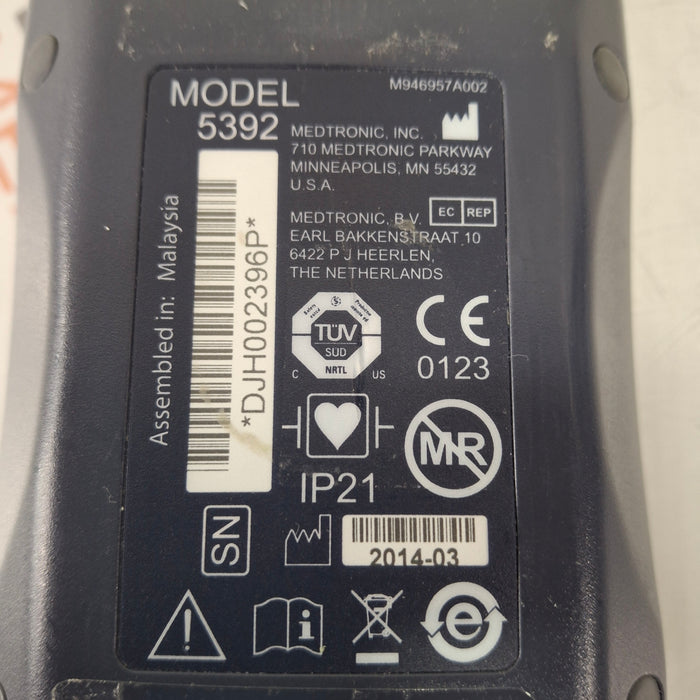 M946957A002
MODEL
5392
MEDTRONIC, INC.
710 MEDTRONIC PARKWAY
MINNEAPOLIS, MN 55432
U.S.A.
EC REP
MEDTRONIC, B.V.
EARL BAKKENSTRAAT 10
6422 PJ HEERLEN,
THE NETHERLANDS
Assembled in: Malaysia
*DJH002396P*
TÜV
SUD
NRTL
C US
CE
0123
IP21
MR
SN
2014-03
i
e